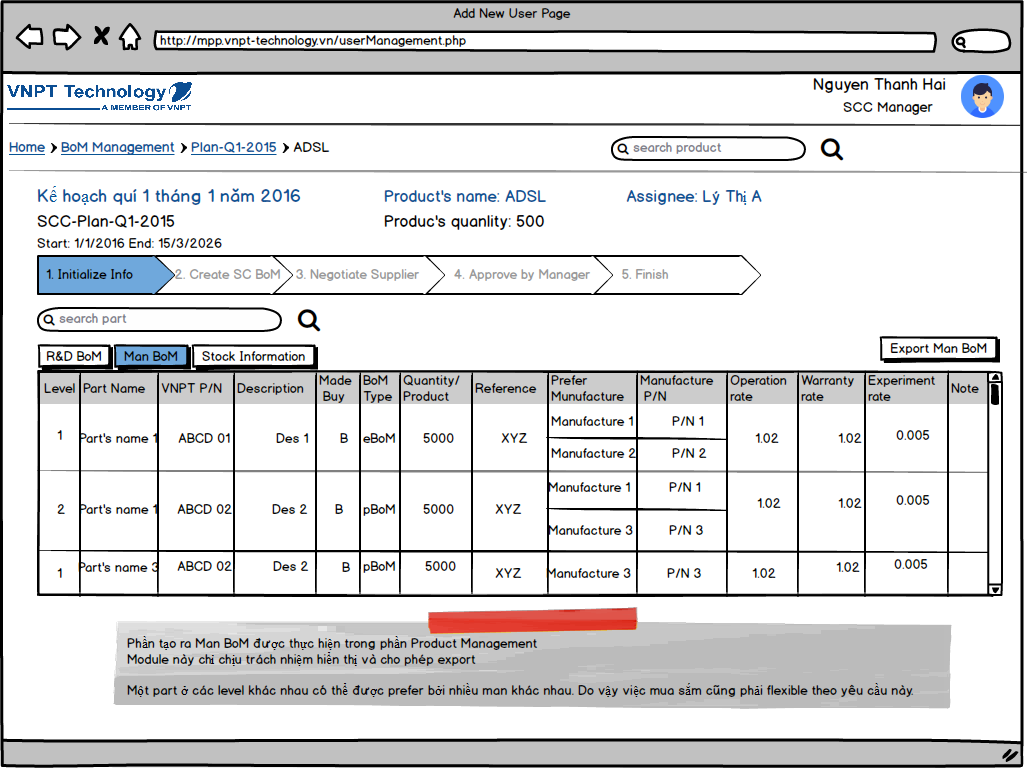 Add New User Page
http://mpp.vnpt-technology.vn/userManagement.php
VNPT Technology
A MEMBER OF VNPT
Nguyen Thanh Hai
SCC Manager
Home BoM Management Plan-Q1-2015 ADSL
search product
Kế hoạch quí 1 tháng 1 năm 2016 Product's name: ADSL Assignee: Lý Thị A
SCC-Plan-Q1-2015 Produc's quanlity: 500
Start: 1/1/2016 End: 15/3/2026
1. Initialize Info 2. Create SC BoM 3. Negotiate Supplier 4. Approve by Manager 5. Finish
search part
R&D BoM Man BoM Stock Information Export Man BoM
Level Part Name VNPT P/N Description Made Buy BoM Type Quantity/ Product Reference Prefer Munufacture Manufacture P/N Operation rate Warranty rate Experiment rate Note
1 Part's name 1 ABCD 01 Des 1 B eBoM 5000 XYZ Manufacture 1 P/N 1 1.02 1.02 0.005
Manufacture 2 P/N 2
2 Part's name 1 ABCD 02 Des 2 B pBoM 5000 XYZ Manufacture 1 P/N 1 1.02 1.02 0.005
Manufacture 3 P/N 3
1 Part's name 3 ABCD 02 Des 2 B pBoM 5000 XYZ Manufacture 3 P/N 3 1.02 1.02 0.005
Phần tạo ra Man BoM được thực hiện trong phần Product Management
Module này chỉ chịu trách nhiệm hiển thị và cho phép export
Một part ở các level khác nhau có thể được prefer bởi nhiều man khác nhau. Do vậy việc mua sắm cũng phải flexible theo yêu cầu này.